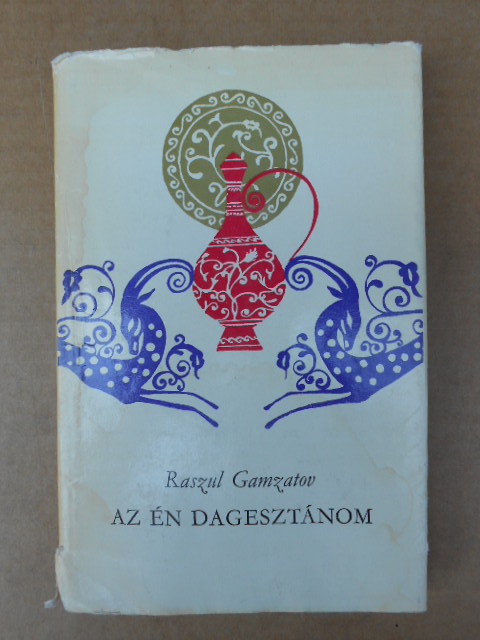 Raszul Gamzatov
AZ ÉN DAGESZTÁNOM